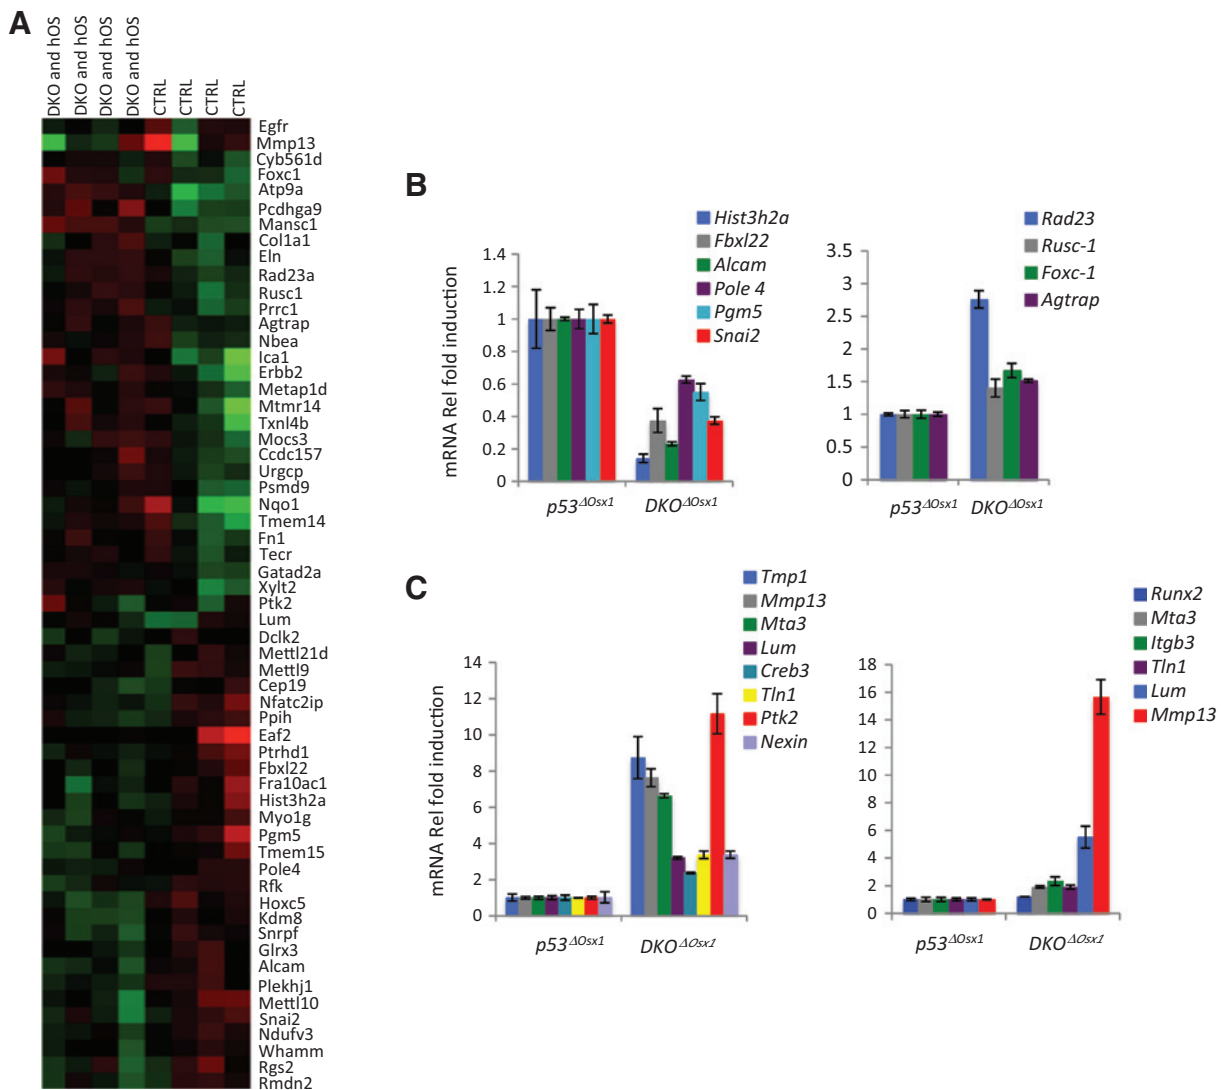 A
DKO and hOS
DKO and hOS
DKO and hOS
DKO and hOS
CTRL
CTRL
CTRL
CTRL
Egfr
Mmp13
Cyb561d
Foxc1
Atp9a
Pcdhga9
Mansc1
Col1a1
Eln
Rad23a
Rusc1
Prrc1
Agtrap
Nbea
Ica1
Erbb2
Metap1d
Mtmr14
Txnl4b
Mocs3
Ccdc157
Urgcp
Psmd9
Nqo1
Tmem14
Fn1
Tecr
Gatad2a
Xylt2
Ptk2
Lum
Dclk2
Mettl21d
Mettl9
Cep19
Nfatc2ip
Ppih
Eaf2
Ptrhd1
Fbxl22
Fra10ac1
Hist3h2a
Myo1g
Pgm5
Tmem15
Pole4
Rfk
Hoxc5
Kdm8
Snrpf
Glrx3
Alcam
Plekhj1
Mettl10
Snai2
Ndufv3
Whamm
Rgs2
Rmdn2
B
mRNA Rel fold induction
1.4
1.2
1
0.8
0.6
0.4
0.2
0
Hist3h2a
Fbxl22
Alcam
Pole 4
Pgm5
Snai2
p53ΔOsx1
DKOΔOsx1
3.5
3
2.5
2
1.5
1
0.5
0
Rad23
Rusc-1
Foxc-1
Agtrap
p53ΔOsx1
DKOΔOsx1
C
mRNA Rel fold induction
14
12
10
8
6
4
2
0
Tmp1
Mmp13
Mta3
Lum
Creb3
Tln1
Ptk2
Nexin
p53ΔOsx1
DKOΔOsx1
18
16
14
12
10
8
6
4
2
0
Runx2
Mta3
Itgb3
Tln1
Lum
Mmp13
p53ΔOsx1
DKOΔOsx1